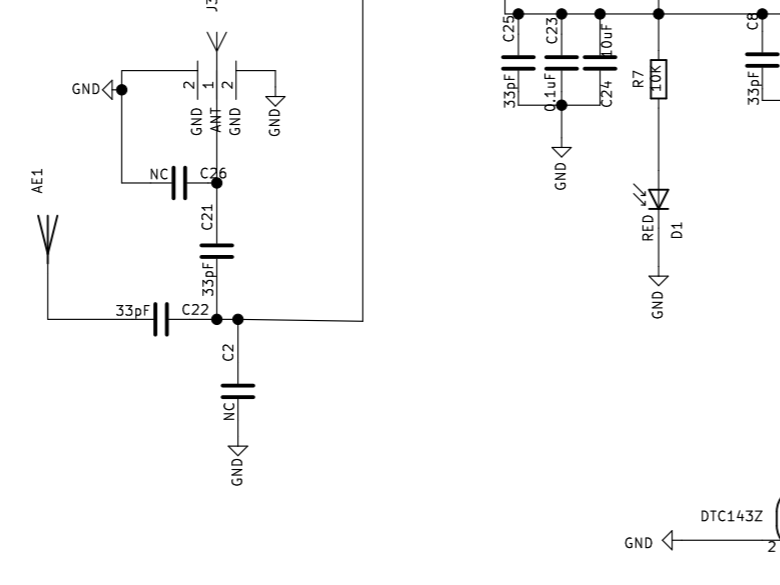 J3
GND
2
1
2
GND
ANT
GND
GND
AE1
NC
C26
C21
33pF
33pF
C22
C2
NC
GND
C25
C23
10uF
33pF
0.1uF
C24
GND
R7
10K
C8
33pF
RED
D1
GND
DTC143Z
GND
2